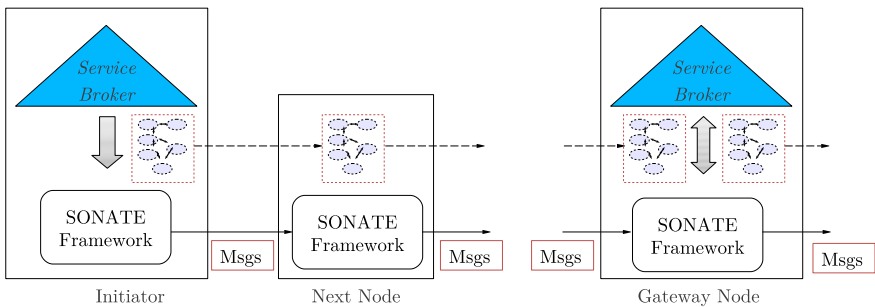 Service
Broker
SONATE
Framework
Msgs
Initiator
SONATE
Framework
Msgs
Next Node
Service
Broker
Msgs
SONATE
Framework
Msgs
Gateway Node